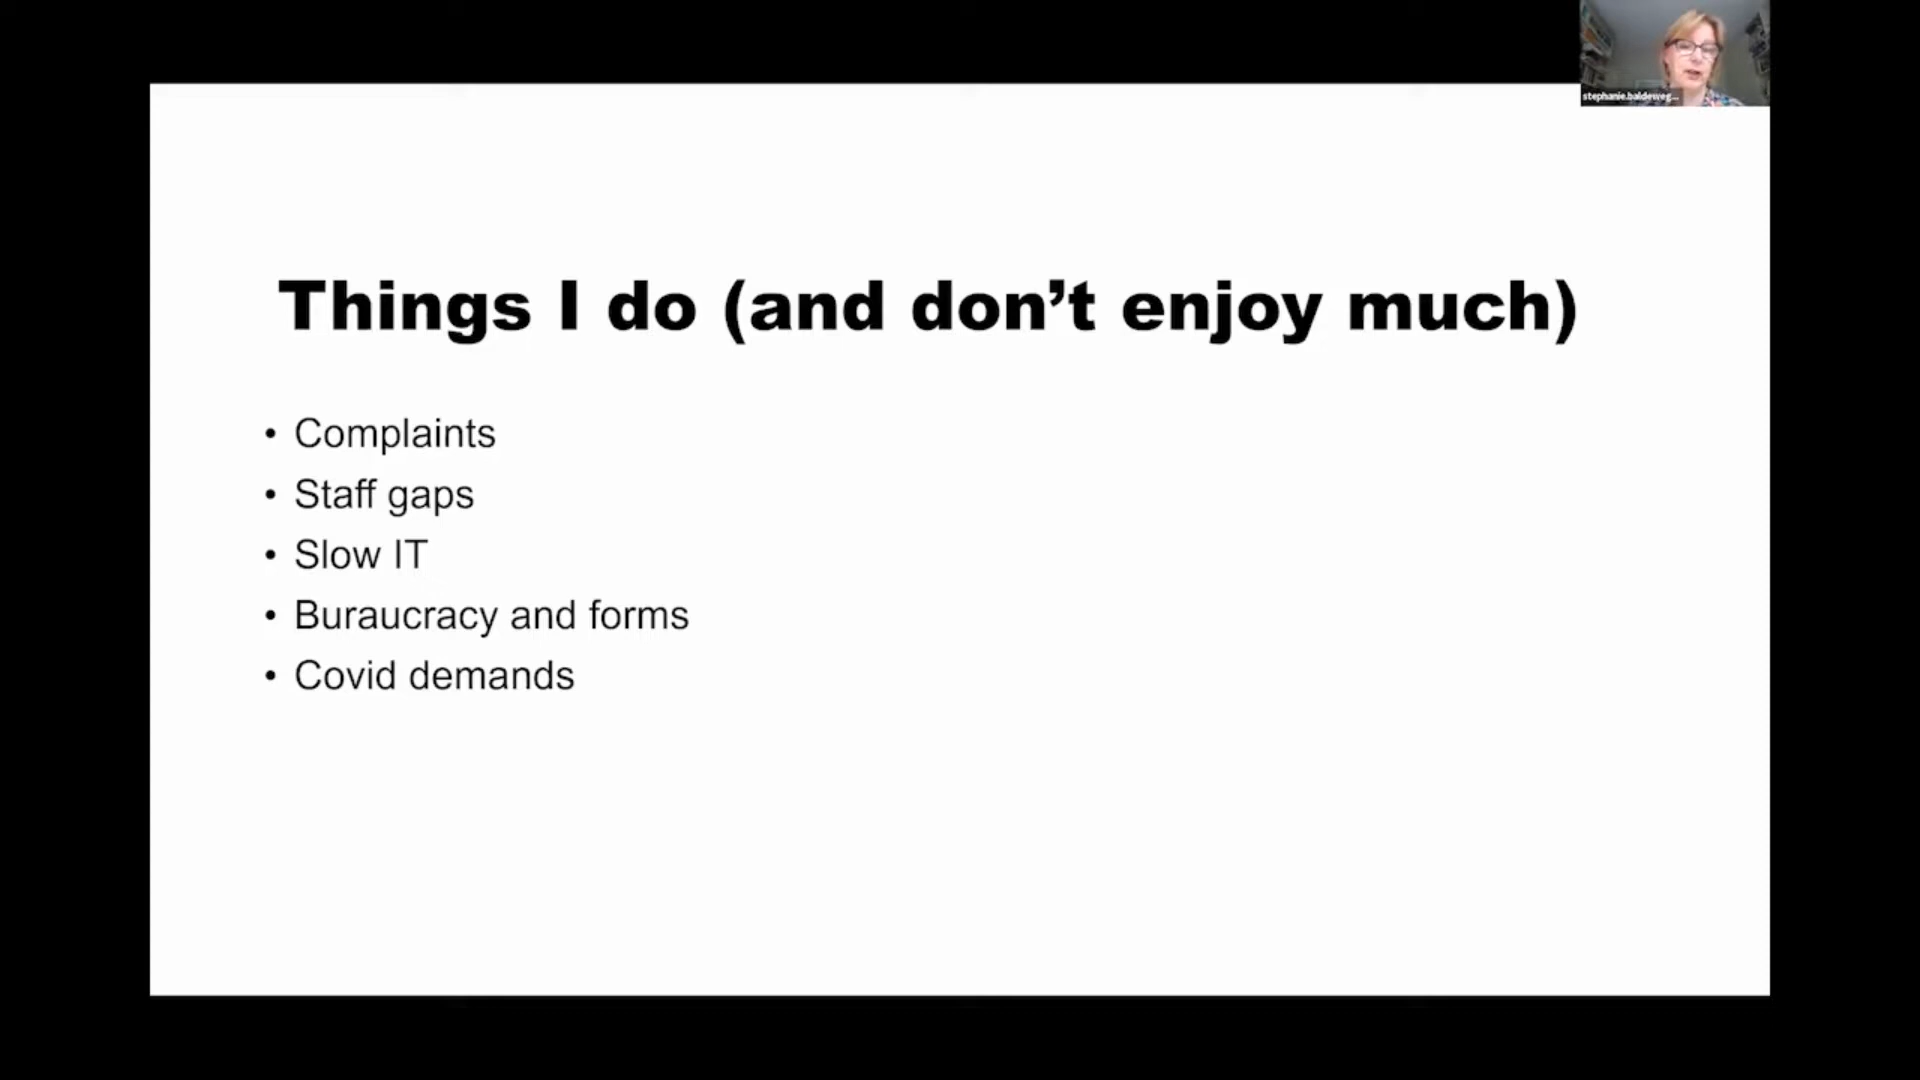 stephanie.baldeweg...
Things I do (and don’t enjoy much)
• Complaints
• Staff gaps
• Slow IT
• Buraucracy and forms
• Covid demands